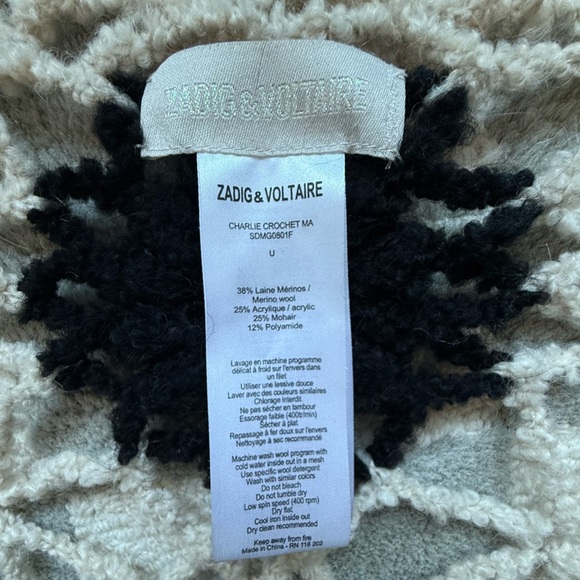 ZADIG&VOLTAIRE
ZADIG & VOLTAIRE
CHARLIE CROCHET MA
SDMG0801F
U
38% Laine Mérinos /
Merino wool
25% Acrylique / acrylic
25% Mohair
12% Polyamide
Lavage en machine programme
délicat à froid sur l'envers dans
un filet
Utiliser une lessive douce
Laver avec des couleurs similaires
Chlorage interdit
Ne pas sécher en tambour
Essorage faible (400tr/min)
Sécher à plat
Repassage à fer doux sur l'envers
Nettoyage à sec recommandé
Machine wash wool program with
cold water inside out in a mesh
Use specific wool detergent
Wash with similar colors
Do not bleach
Do not tumble dry
Low spin speed (400 rpm)
Dry flat
Cool iron inside out
Dry clean recommended
Keep away from fire
Made in China - RN 118 202